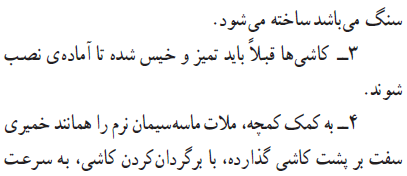 سنگ می‌باشد ساخته می‌شود.
۳ــ کاشی‌ها قبلاً باید تمیز و خیس شده تا آماده‌ی نصب
شوند.
۴ــ به کمک کمچه، ملات ماسه‌سیمان نرم را همانند خمیری
سفت بر پشت کاشی گذارده، با برگردان‌کردن کاشی، به سرعت